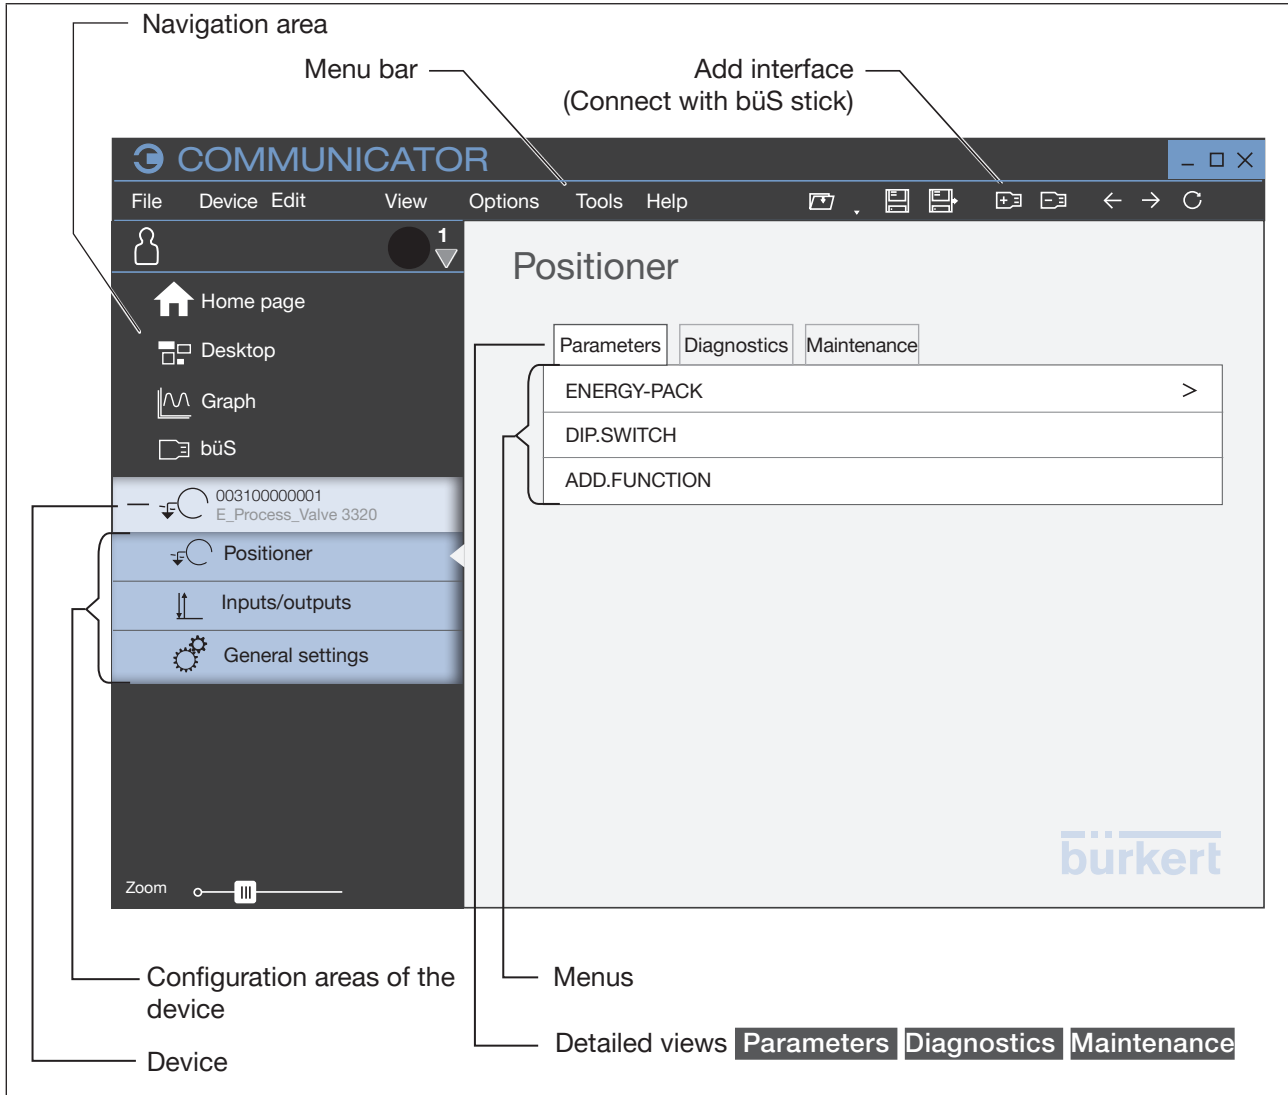 Navigation area
Menu bar
Add interface
(Connect with büS stick)
COMMUNICATOR
File Device Edit View Options Tools Help
1
Positioner
Home page
Desktop
Graph
büS
003100000001
E_Process_Valve 3320
Positioner
Inputs/outputs
General settings
Zoom
Parameters Diagnostics Maintenance
ENERGY-PACK >
DIP.SWITCH
ADD.FUNCTION
bürkert
Configuration areas of the
device
Device
Menus
Detailed views Parameters Diagnostics Maintenance